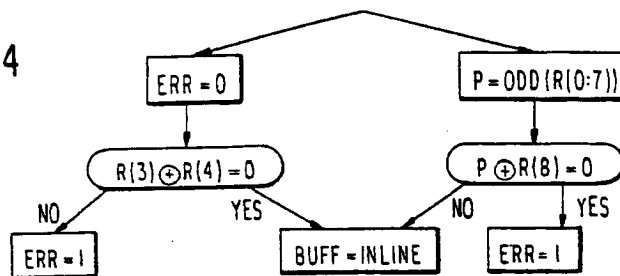 4
ERR = 0
P = ODD (R(0:7))
R(3) ⊕ R(4) = 0
P ⊕ R(8) = 0
NO
YES
NO
YES
ERR = 1
BUFF = INLINE
ERR = 1